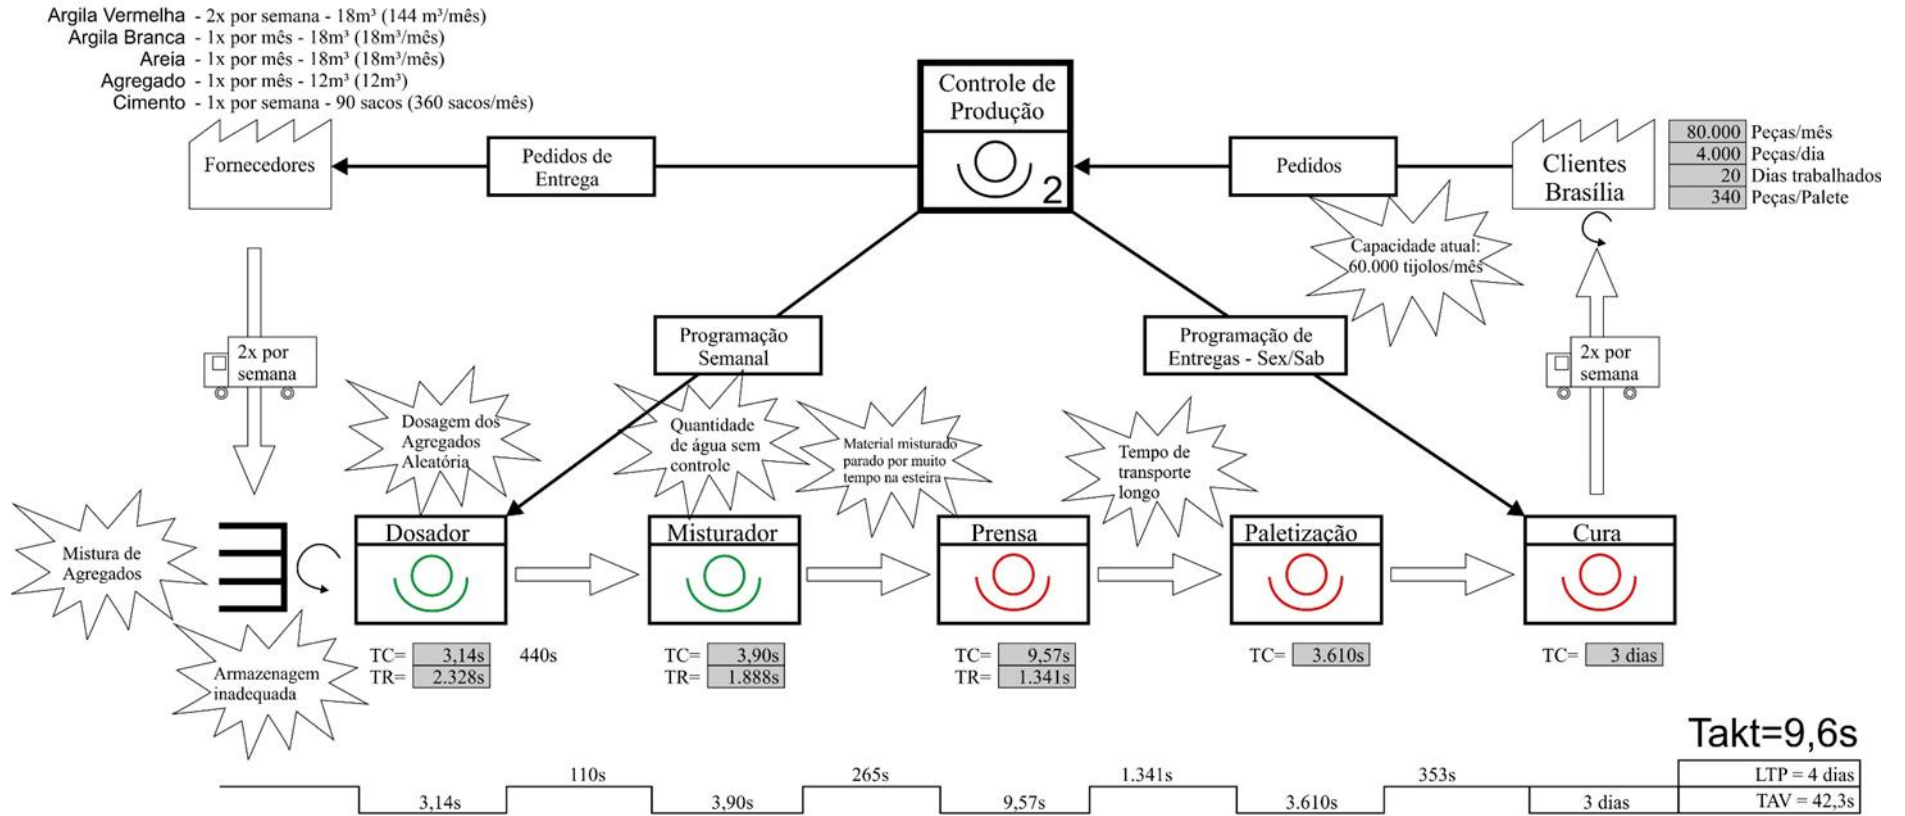 Argila Vermelha - 2x por semana - 18m³ (144 m³/mês)
Argila Branca - 1x por mês - 18m³ (18m³/mês)
Areia - 1x por mês - 18m³ (18m³/mês)
Agregado - 1x por mês - 12m³ (12m³)
Cimento - 1x por semana - 90 sacos (360 sacos/mês)
Fornecedores
Pedidos de
Entrega
Controle de
Produção
2
Pedidos
Clientes
Brasília
80.000 Peças/mês
4.000 Peças/dia
20 Dias trabalhados
340 Peças/Palete
Capacidade atual:
60.000 tijolos/mês
2x por
semana
Programação
Semanal
Programação de
Entregas - Sex/Sab
2x por
semana
Dosagem dos
Agregados
Aleatória
Quantidade
de água sem
controle
Material misturado
parado por muito
tempo na esteira
Tempo de
transporte
longo
Mistura de
Agregados
Armazenagem
inadequada
Dosador
Misturador
Prensa
Paletização
Cura
TC= 3,14s 440s
TR= 2.328s
TC= 3,90s
TR= 1.888s
TC= 9,57s
TR= 1.341s
TC= 3.610s
TC= 3 dias
Takt=9,6s
110s 265s 1.341s 353s LTP = 4 dias
3,14s 3,90s 9,57s 3.610s 3 dias TAV = 42,3s